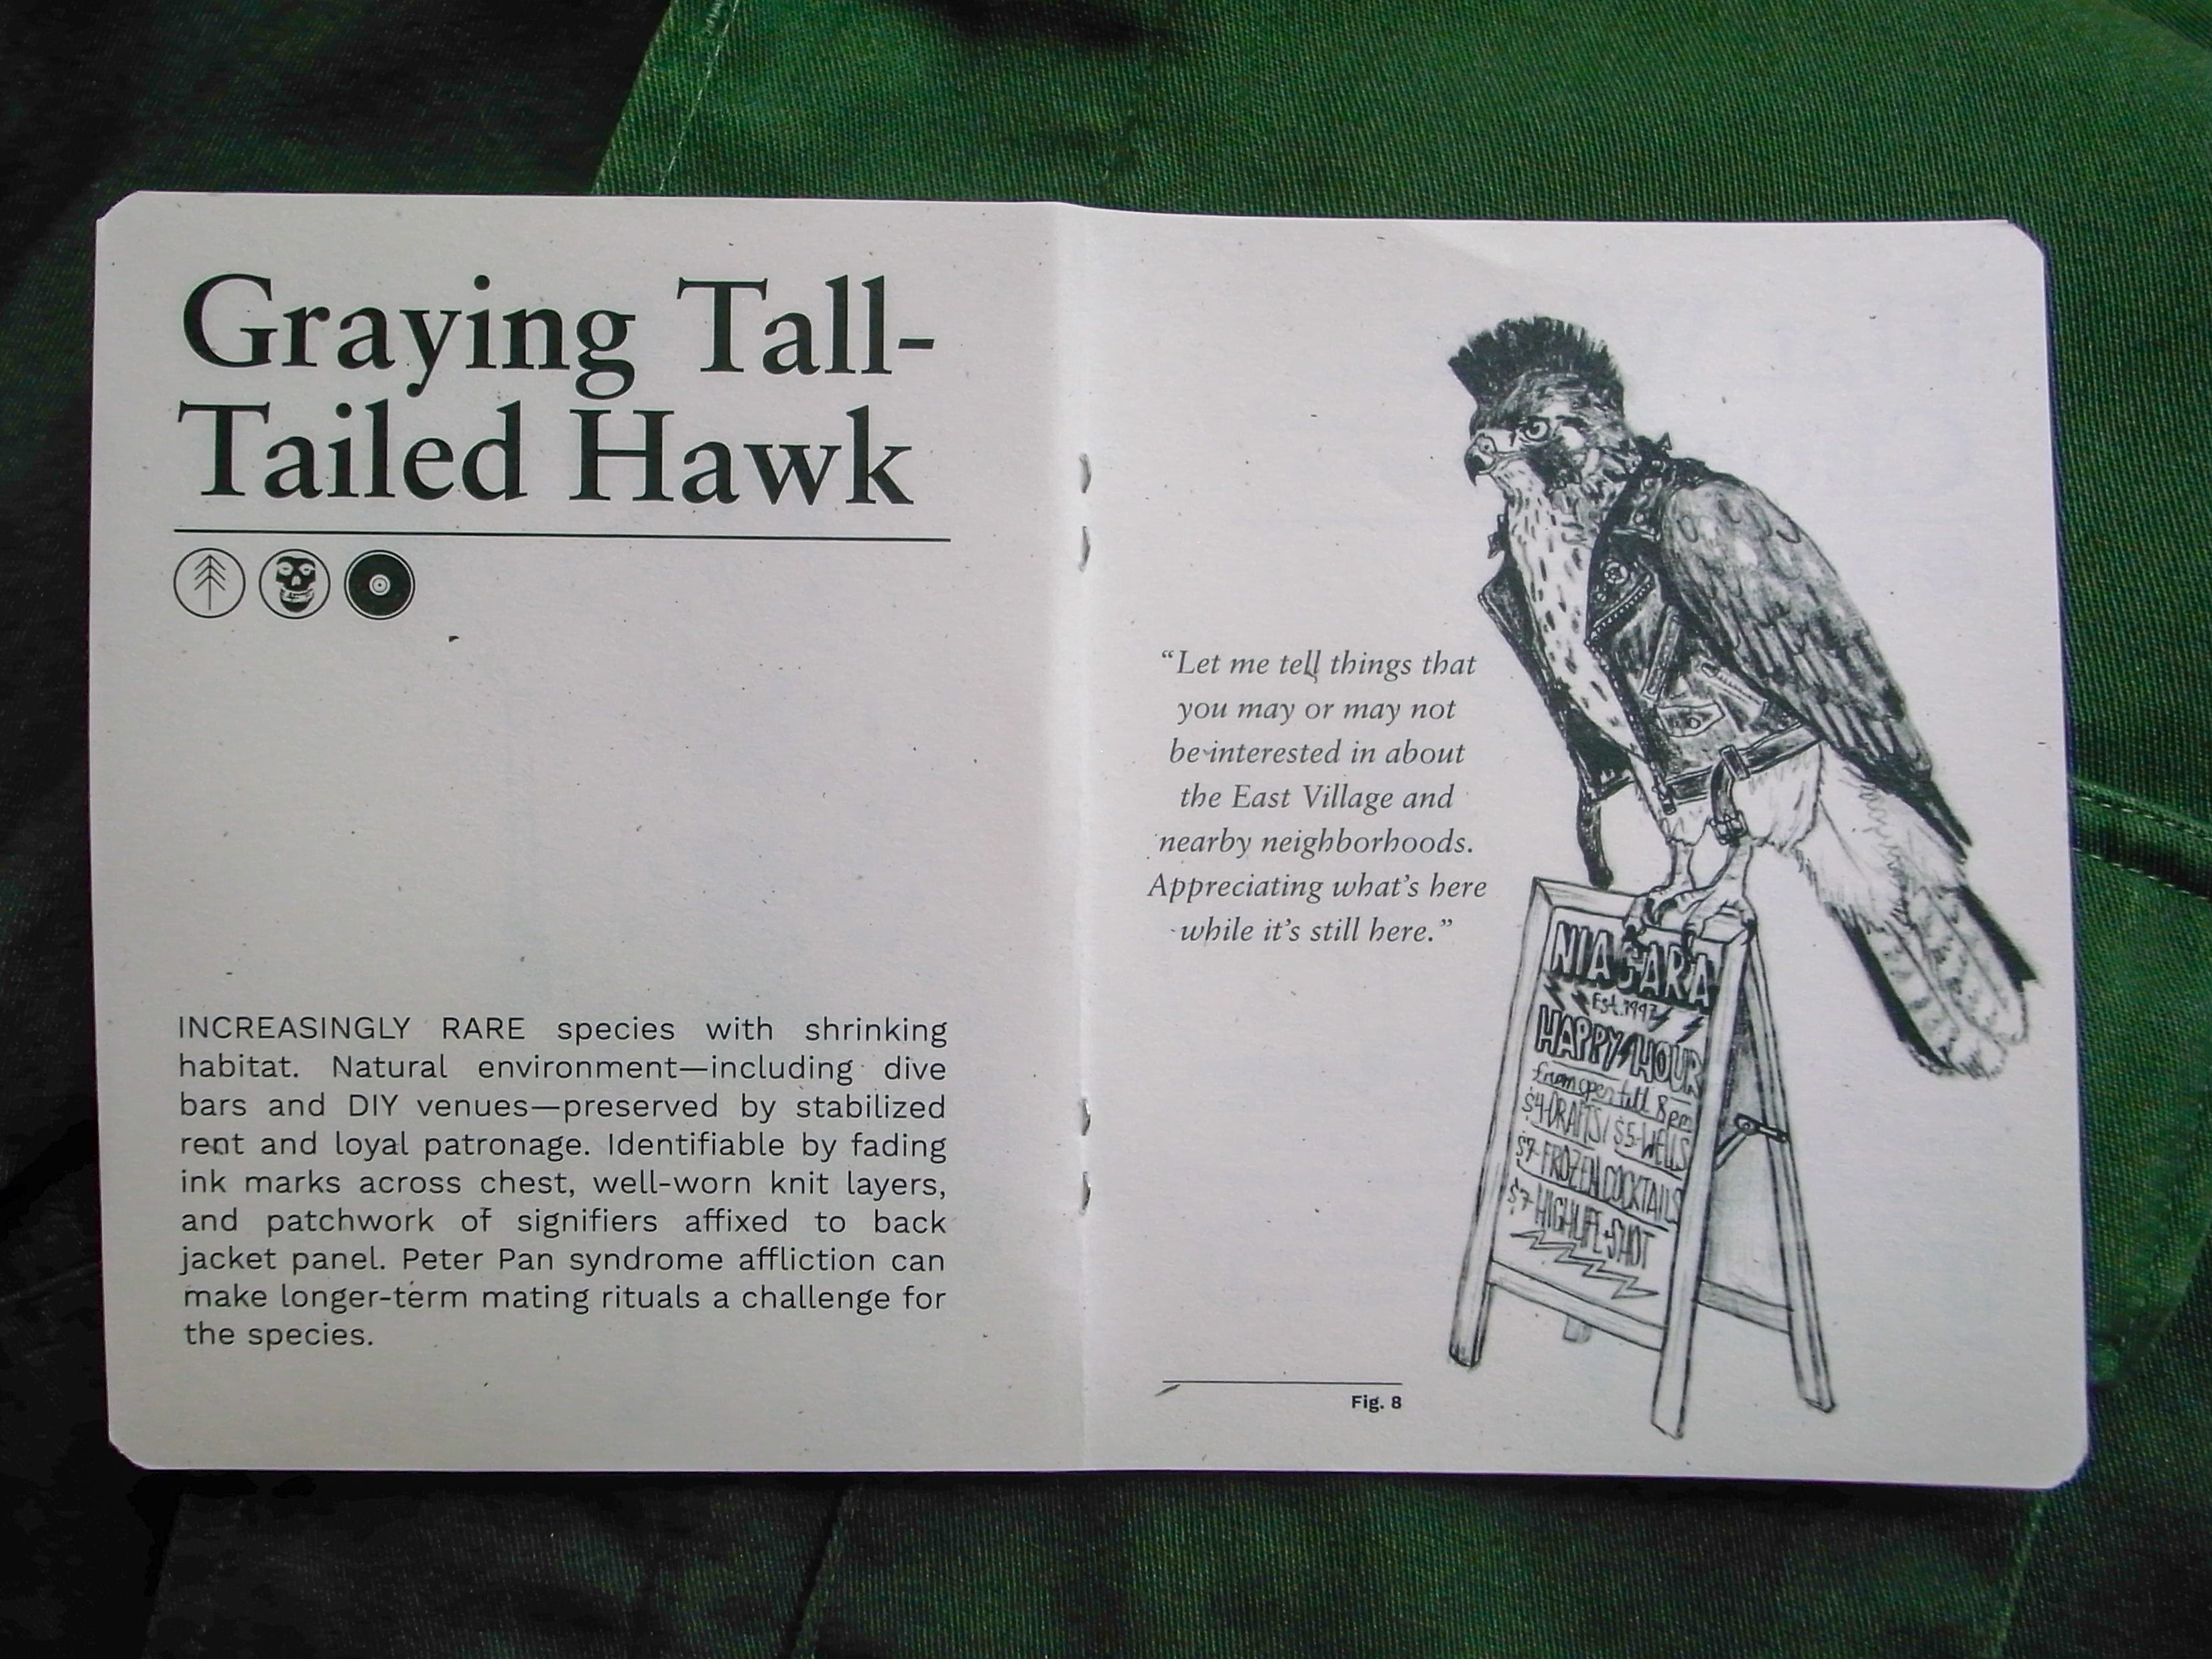 Graying Tall-
Tailed Hawk
INCREASINGLY RARE species with shrinking
habitat. Natural environment—including dive
bars and DIY venues—preserved by stabilized
rent and loyal patronage. Identifiable by fading
ink marks across chest, well-worn knit layers,
and patchwork of signifiers affixed to back
jacket panel. Peter Pan syndrome affliction can
make longer-term mating rituals a challenge for
the species.
“Let me tell things that
you may or may not
be interested in about
the East Village and
nearby neighborhoods.
Appreciating what’s here
while it’s still here.”
NIAGARA
Est. 1997
HAPPY HOUR
from open till 8pm
$4-DRAFTS/$5-WELLS
$7-FROZEN COCKTAILS
$7-HIGHLIFE+SHOT
Fig. 8